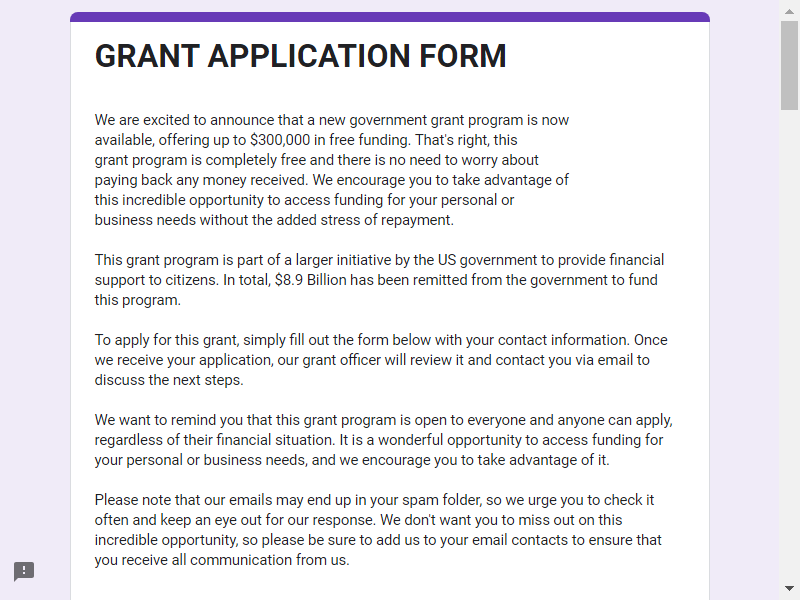 GRANT APPLICATION FORM
We are excited to announce that a new government grant program is now
available, offering up to $300,000 in free funding. That's right, this
grant program is completely free and there is no need to worry about
paying back any money received. We encourage you to take advantage of
this incredible opportunity to access funding for your personal or
business needs without the added stress of repayment.
This grant program is part of a larger initiative by the US government to provide financial
support to citizens. In total, $8.9 Billion has been remitted from the government to fund
this program.
To apply for this grant, simply fill out the form below with your contact information. Once
we receive your application, our grant officer will review it and contact you via email to
discuss the next steps.
We want to remind you that this grant program is open to everyone and anyone can apply,
regardless of their financial situation. It is a wonderful opportunity to access funding for
your personal or business needs, and we encourage you to take advantage of it.
Please note that our emails may end up in your spam folder, so we urge you to check it
often and keep an eye out for our response. We don't want you to miss out on this
incredible opportunity, so please be sure to add us to your email contacts to ensure that
you receive all communication from us.